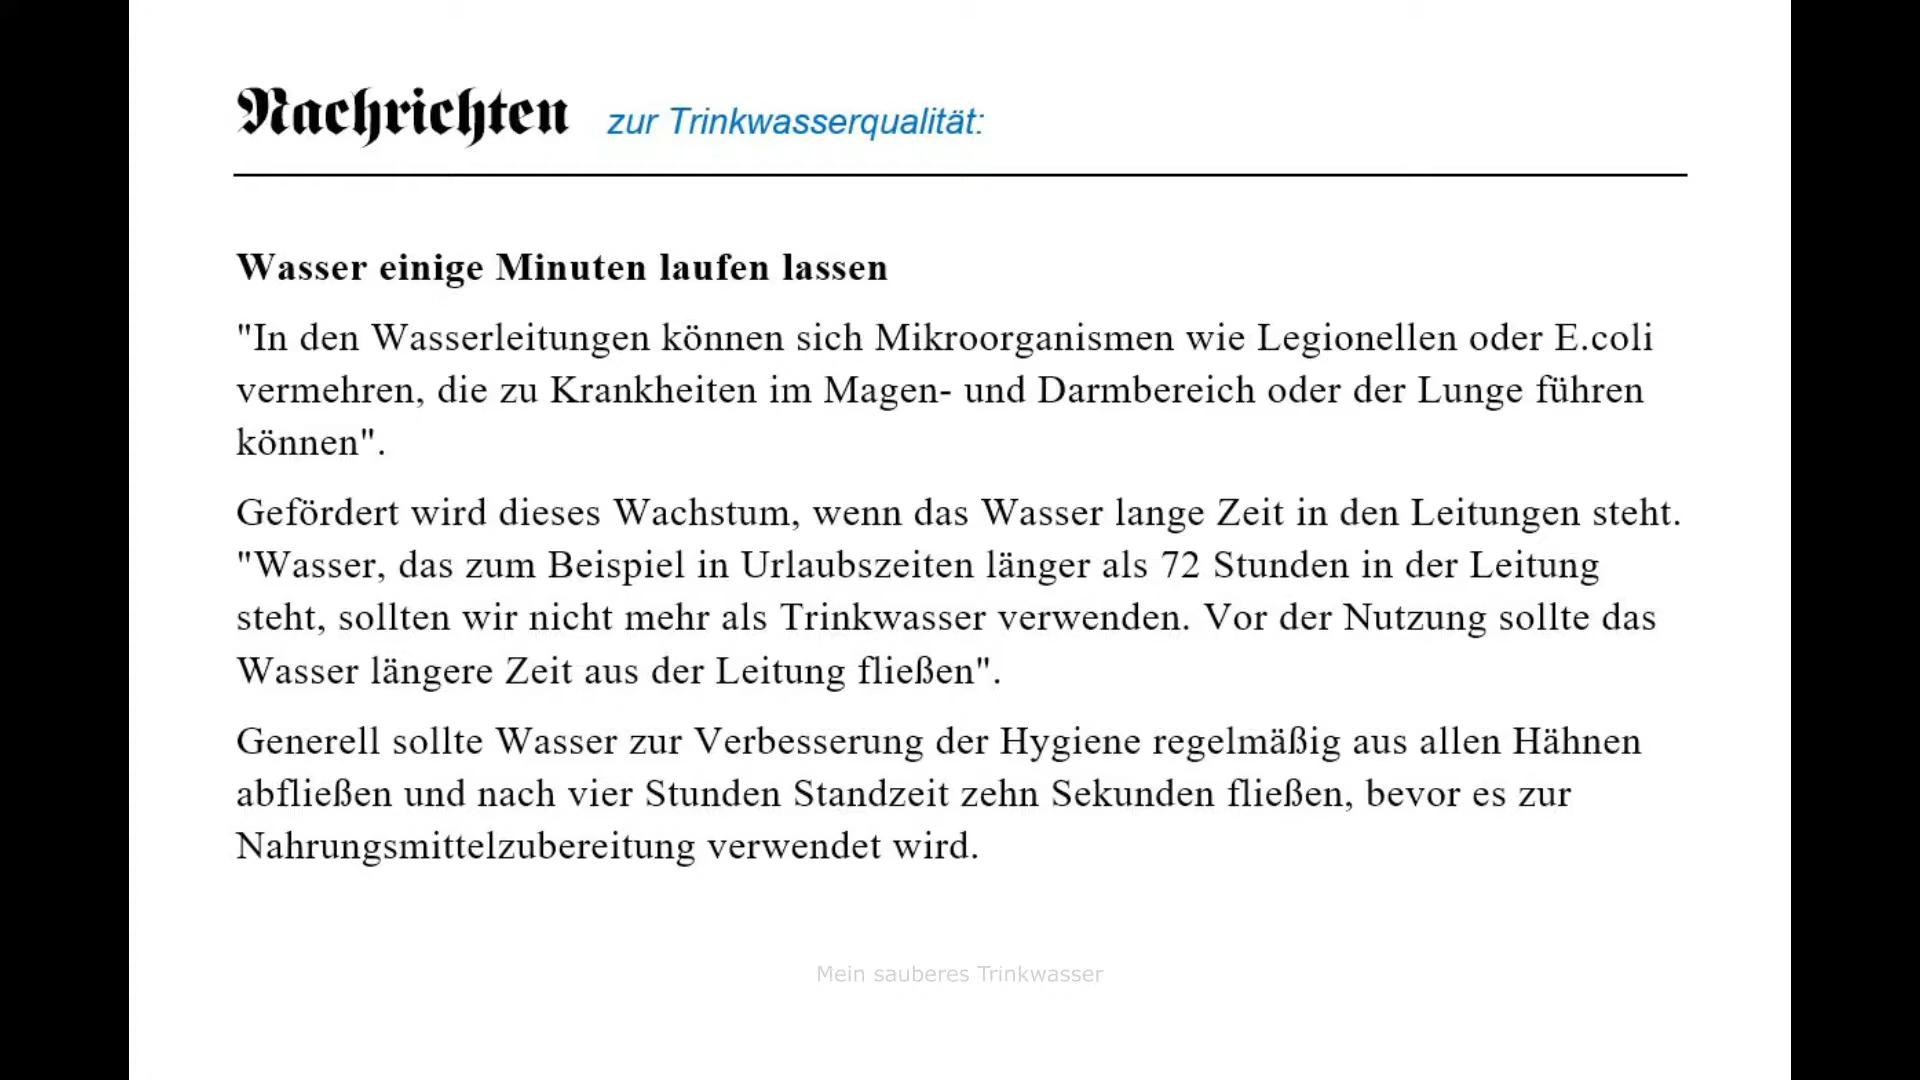 Nachrichten zur Trinkwasserqualität:
Wasser einige Minuten laufen lassen
"In den Wasserleitungen können sich Mikroorganismen wie Legionellen oder E.coli
vermehren, die zu Krankheiten im Magen- und Darmbereich oder der Lunge führen
können".
Gefördert wird dieses Wachstum, wenn das Wasser lange Zeit in den Leitungen steht.
"Wasser, das zum Beispiel in Urlaubszeiten länger als 72 Stunden in der Leitung
steht, sollten wir nicht mehr als Trinkwasser verwenden. Vor der Nutzung sollte das
Wasser längere Zeit aus der Leitung fließen".
Generell sollte Wasser zur Verbesserung der Hygiene regelmäßig aus allen Hähnen
abfließen und nach vier Stunden Standzeit zehn Sekunden fließen, bevor es zur
Nahrungsmittelzubereitung verwendet wird.
Mein sauberes Trinkwasser